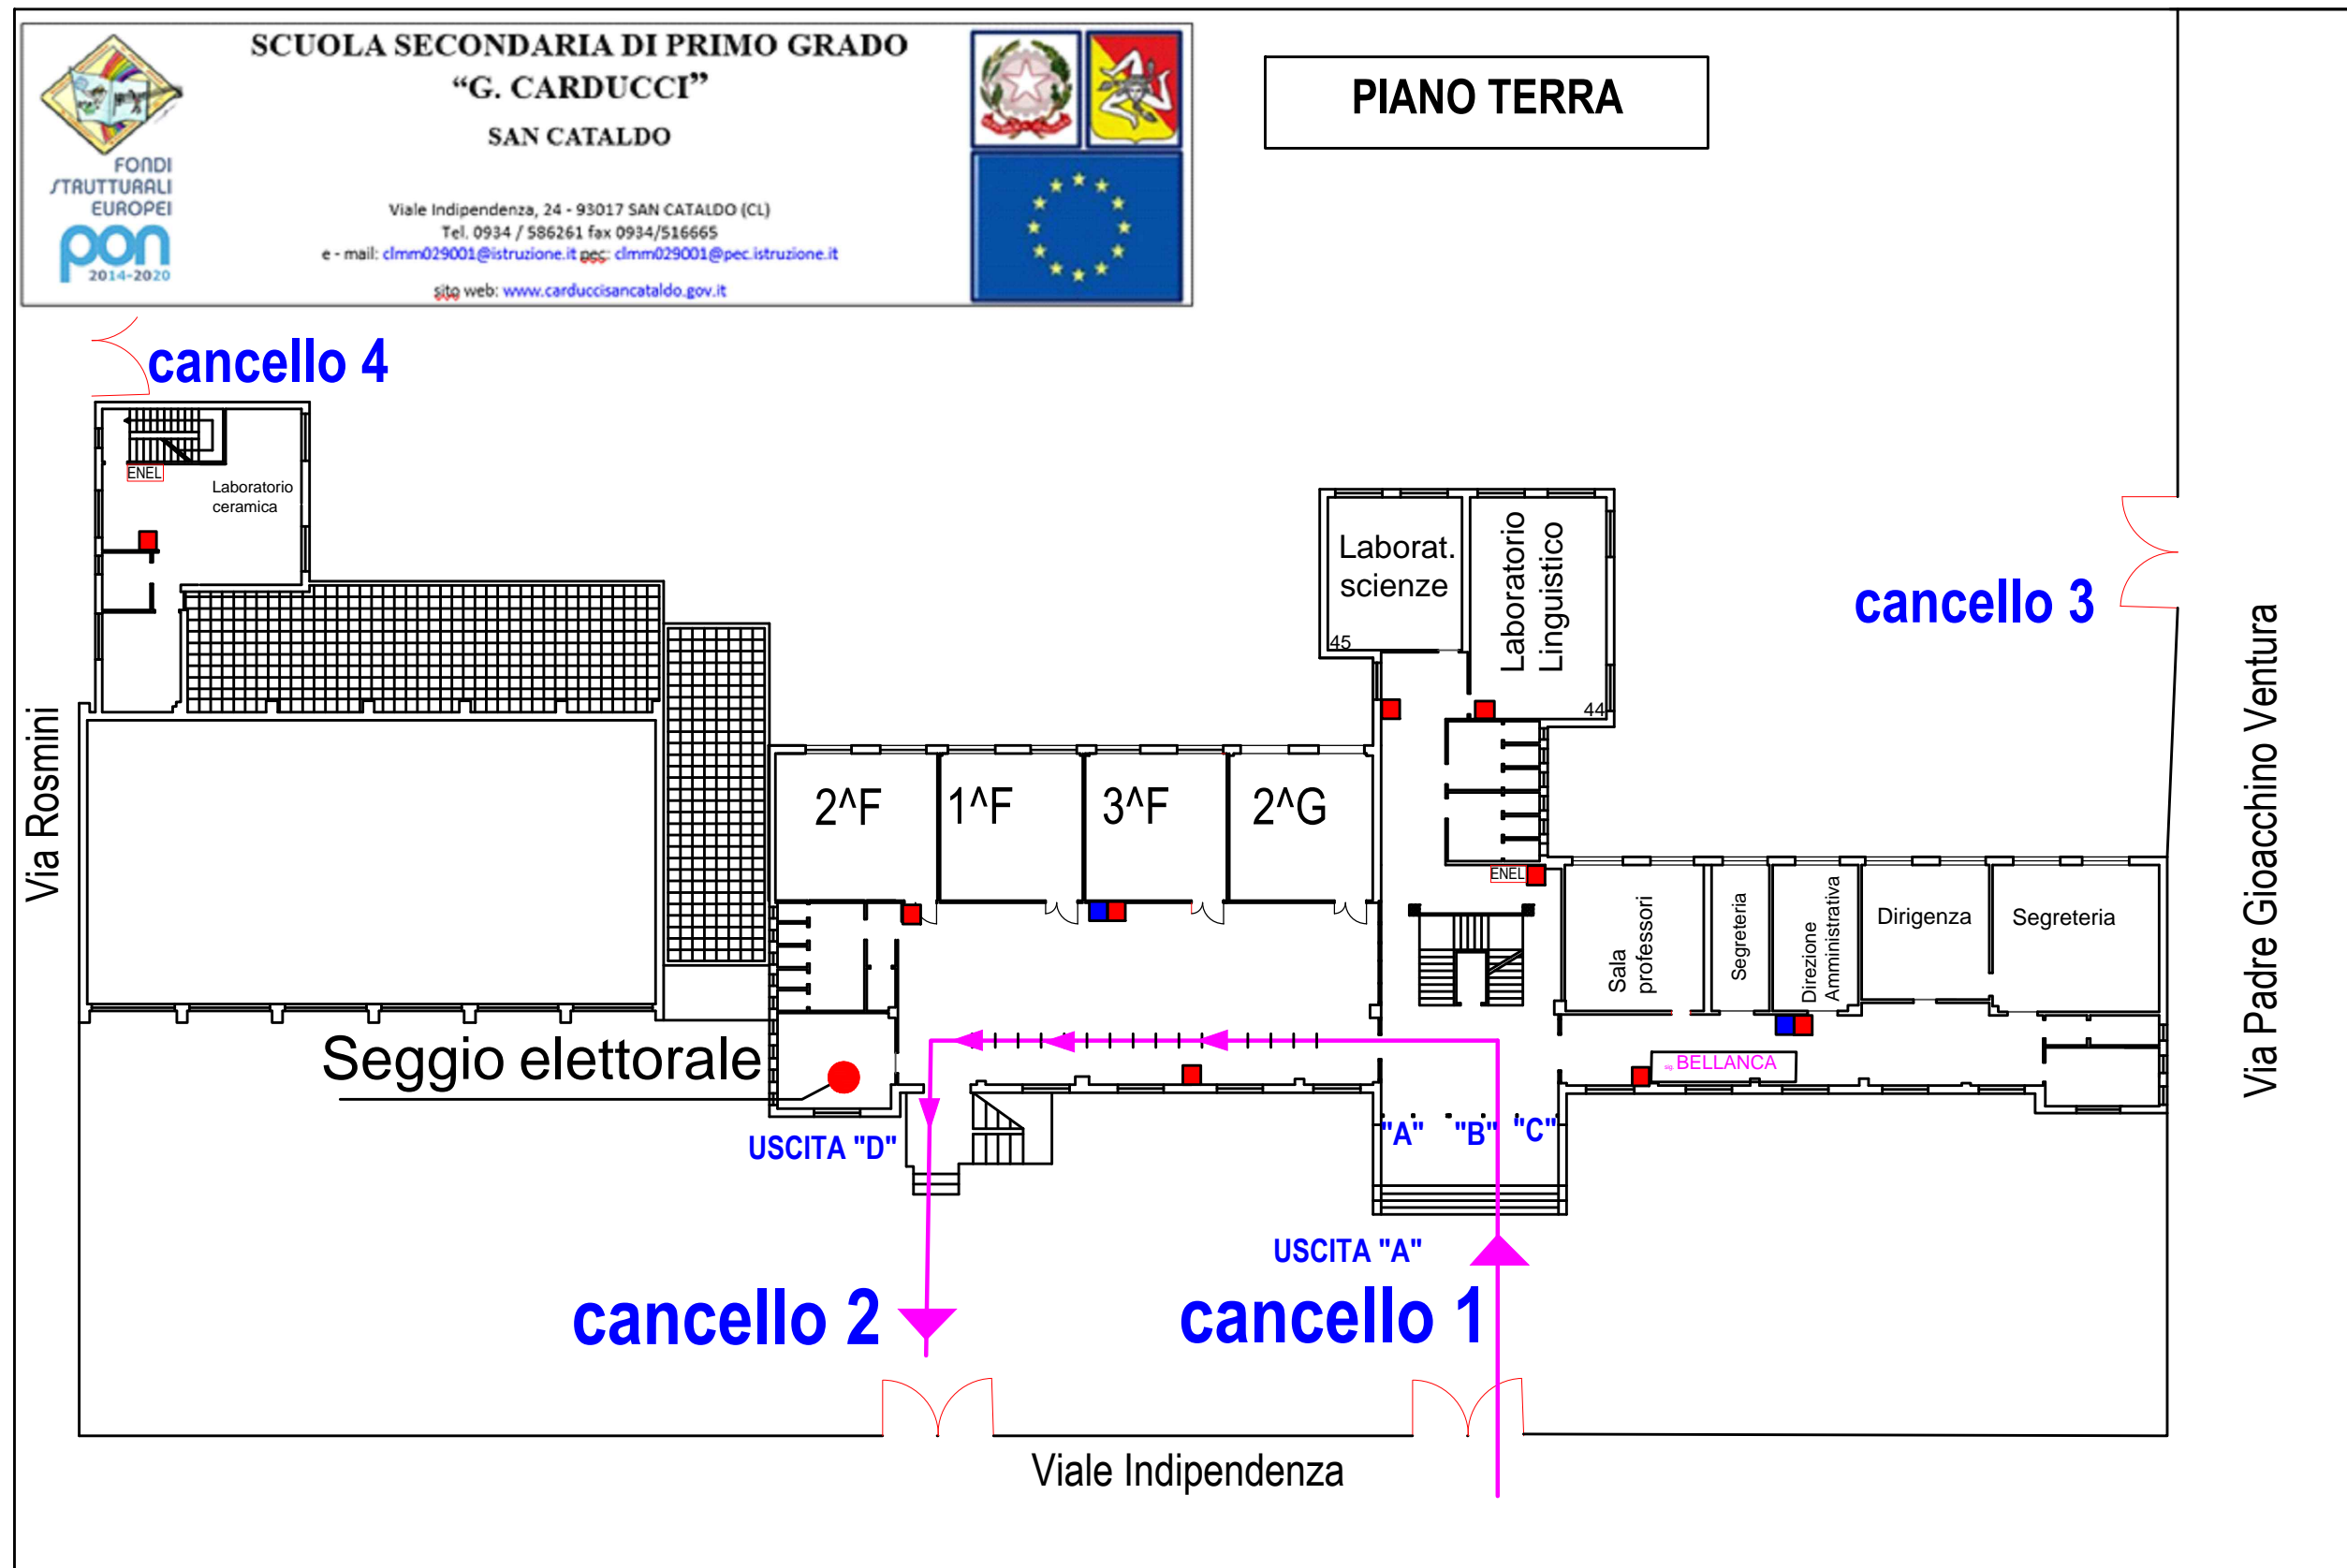 SCUOLA SECONDARIA DI PRIMO GRADO
“G. CARDUCCI”
SAN CATALDO
Viale Indipendenza, 24 - 93017 SAN CATALDO (CL)
Tel. 0934 / 586261 fax 0934/516665
e - mail: clmm029001@istruzione.it pec: clmm029001@pec.istruzione.it
sito web: www.carduccisancataldo.gov.it
FONDI
STRUTTURALI
EUROPEI
pon
2014-2020
PIANO TERRA
cancello 4
ENEL
Laboratorio
ceramica
Laborat.
scienze
45
Laboratorio
Linguistico
44
cancello 3
Via Rosmini
Via Padre Gioacchino Ventura
2^F
1^F
3^F
2^G
ENEL
Sala
professori
Segreteria
Direzione
Amministrativa
Dirigenza
Segreteria
Seggio elettorale
sig. BELLANCA
USCITA "D"
"A"
"B"
"C"
USCITA "A"
cancello 2
cancello 1
Viale Indipendenza